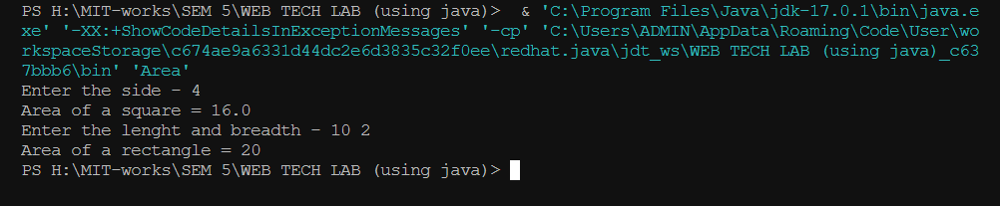 PS H:\MIT-works\SEM 5\WEB TECH LAB (using java)>  & 'C:\Program Files\Java\jdk-17.0.1\bin\java.e
xe' '-XX:+ShowCodeDetailsInExceptionMessages' '-cp' 'C:\Users\ADMIN\AppData\Roaming\Code\User\wo
rkspaceStorage\c674ae9a6331d44dc2e6d3835c32f0ee\redhat.java\jdt_ws\WEB TECH LAB (using java)_c63
7bbb6\bin' 'Area'
Enter the side - 4
Area of a square = 16.0
Enter the lenght and breadth - 10 2
Area of a rectangle = 20
PS H:\MIT-works\SEM 5\WEB TECH LAB (using java)>